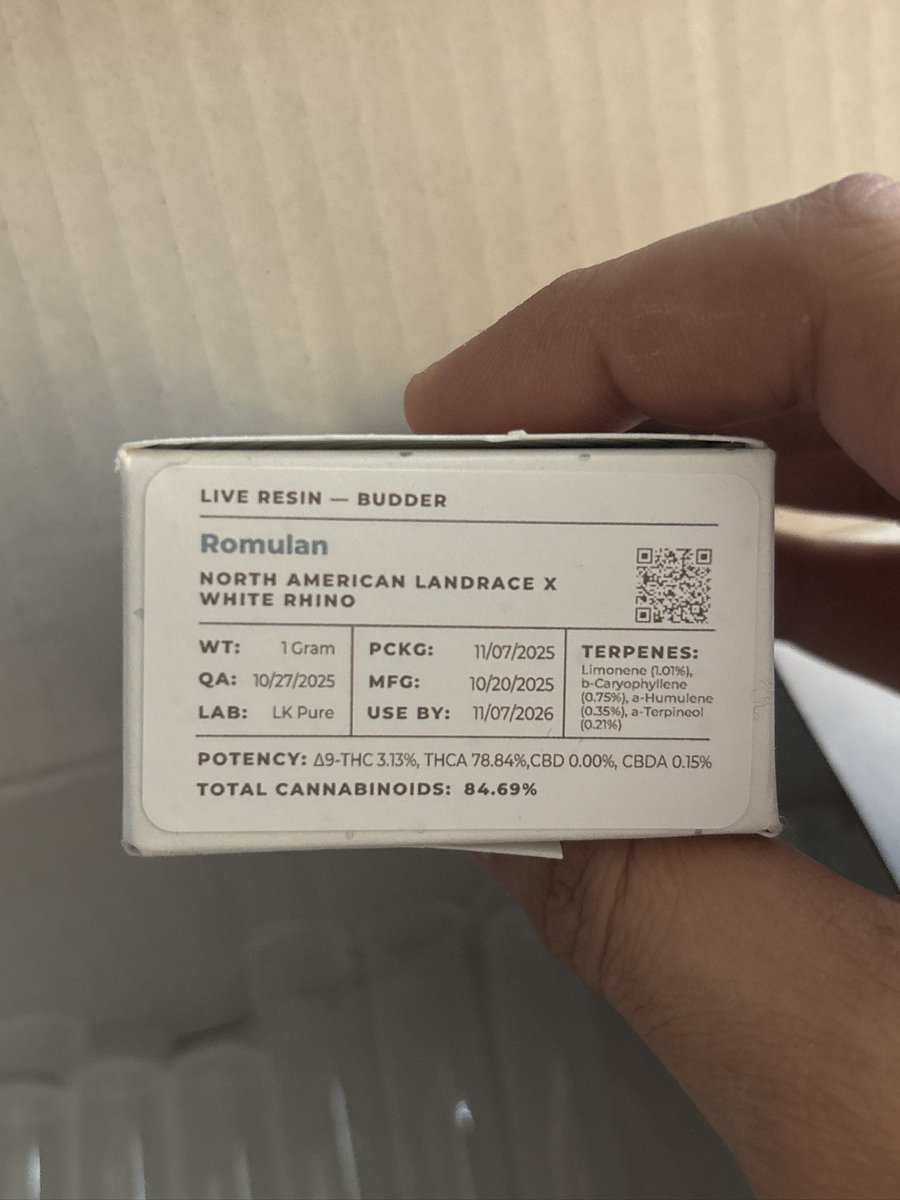 LIVE RESIN — BUDDER
Romulan
NORTH AMERICAN LANDRACE X
WHITE RHINO
WT: 1 Gram
QA: 10/27/2025
LAB: LK Pure
PCKG: 11/07/2025
MFG: 10/20/2025
USE BY: 11/07/2026
TERPENES:
Limonene (1.01%),
b-Caryophyllene
(0.75%), a-Humulene
(0.35%), a-Terpineol
(0.21%)
POTENCY: Δ9-THC 3.13%, THCA 78.84%,CBD 0.00%, CBDA 0.15%
TOTAL CANNABINOIDS: 84.69%